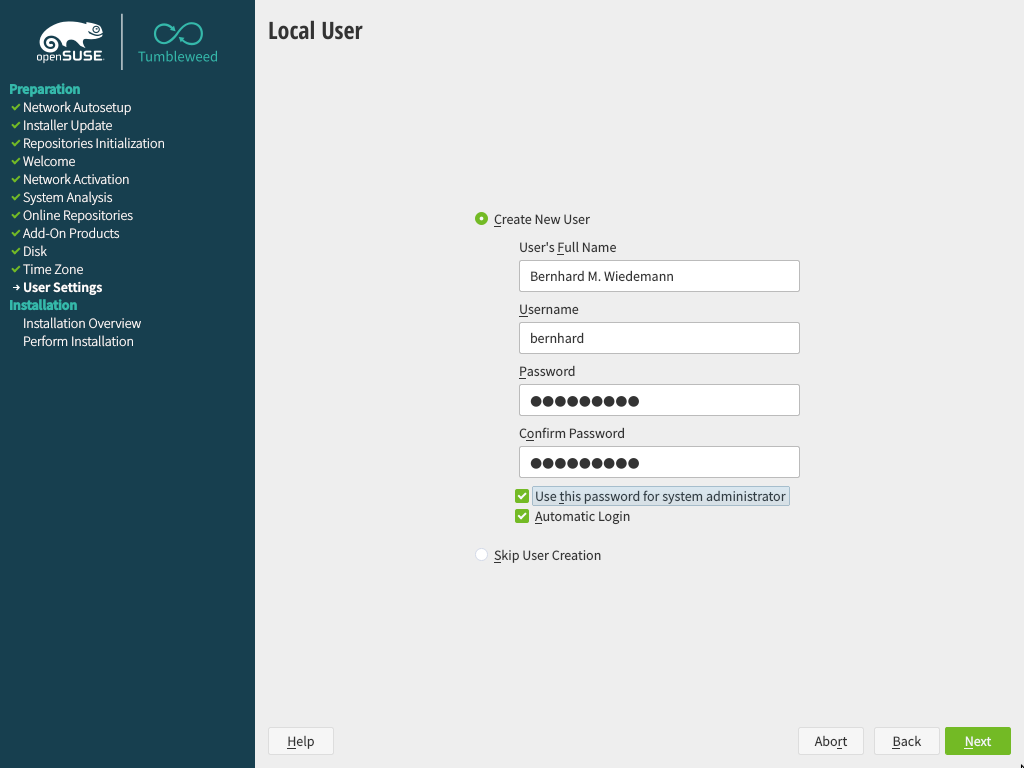 openSUSE
Tumbleweed
Preparation
Network Autosetup
Installer Update
Repositories Initialization
Welcome
Network Activation
System Analysis
Online Repositories
Add-On Products
Disk
Time Zone
User Settings
Installation
Installation Overview
Perform Installation
Local User
Create New User
User's Full Name
Bernhard M. Wiedemann
Username
bernhard
Password
●●●●●●●●●
Confirm Password
●●●●●●●●●
Use this password for system administrator
Automatic Login
Skip User Creation
Help
Abort
Back
Next